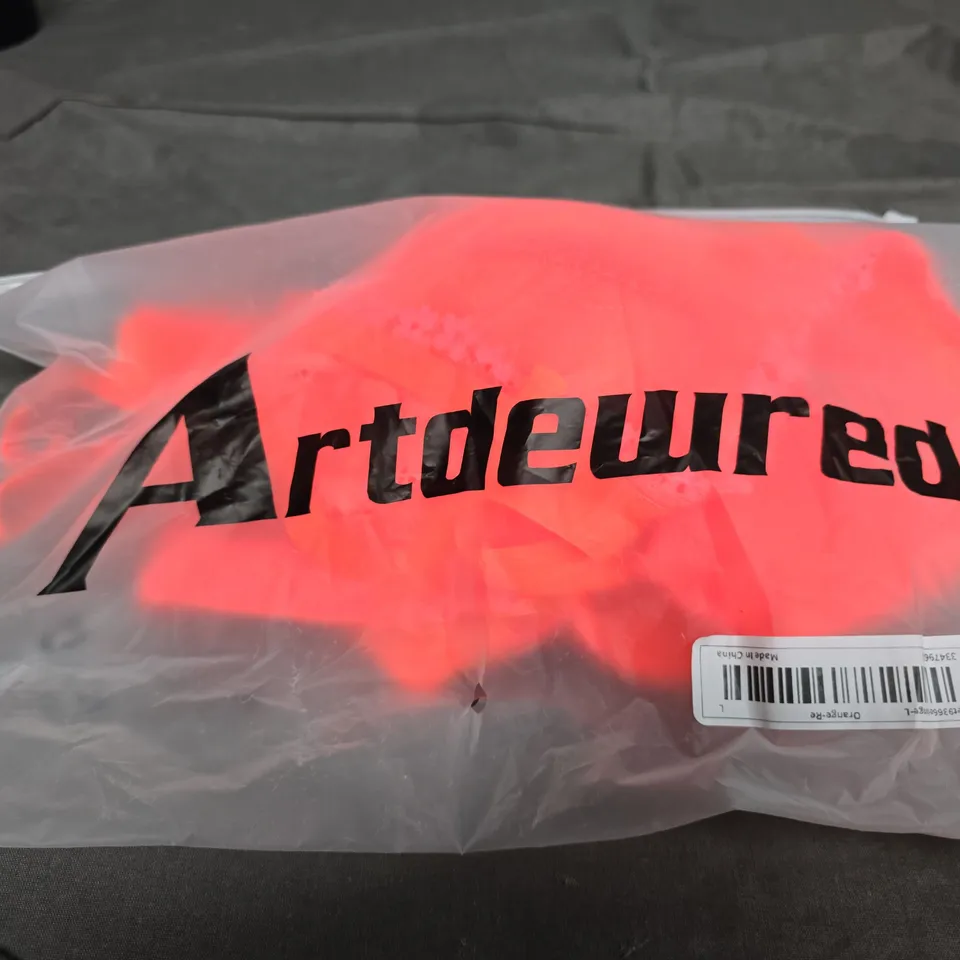 Artdewred
Orange-Re
L
Made In China